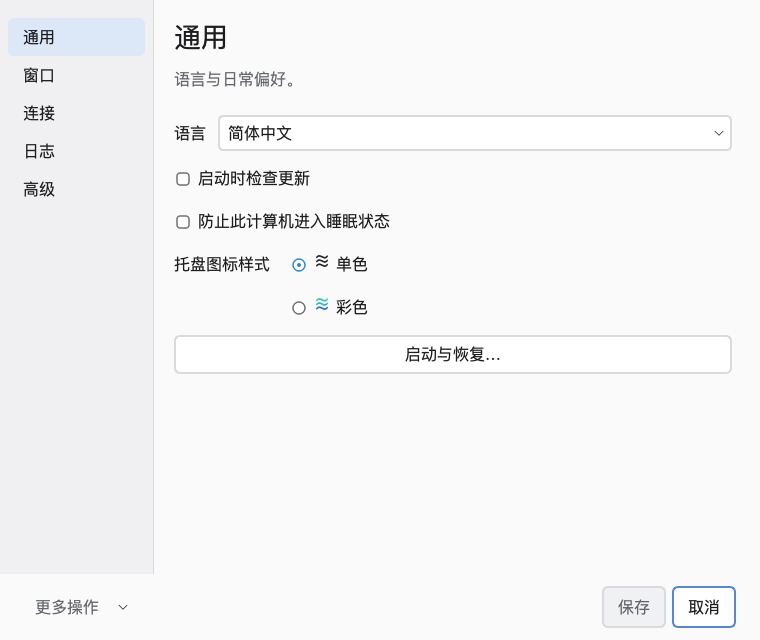 通用
窗口
连接
日志
高级
通用
语言与日常偏好。
语言 简体中文
启动时检查更新
防止此计算机进入睡眠状态
托盘图标样式 单色
彩色
启动与恢复...
更多操作
保存 取消